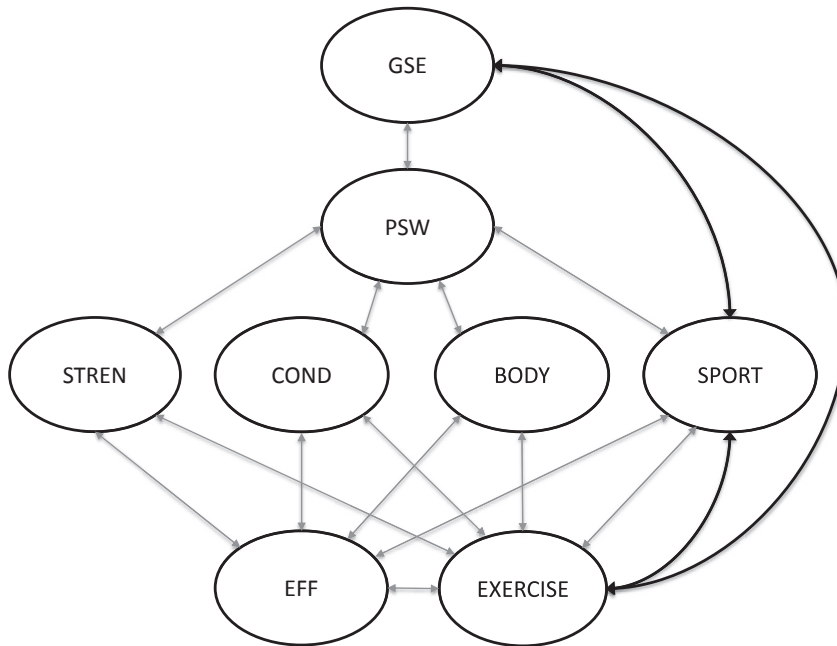 GSE
PSW
STREN
COND
BODY
SPORT
EFF
EXERCISE